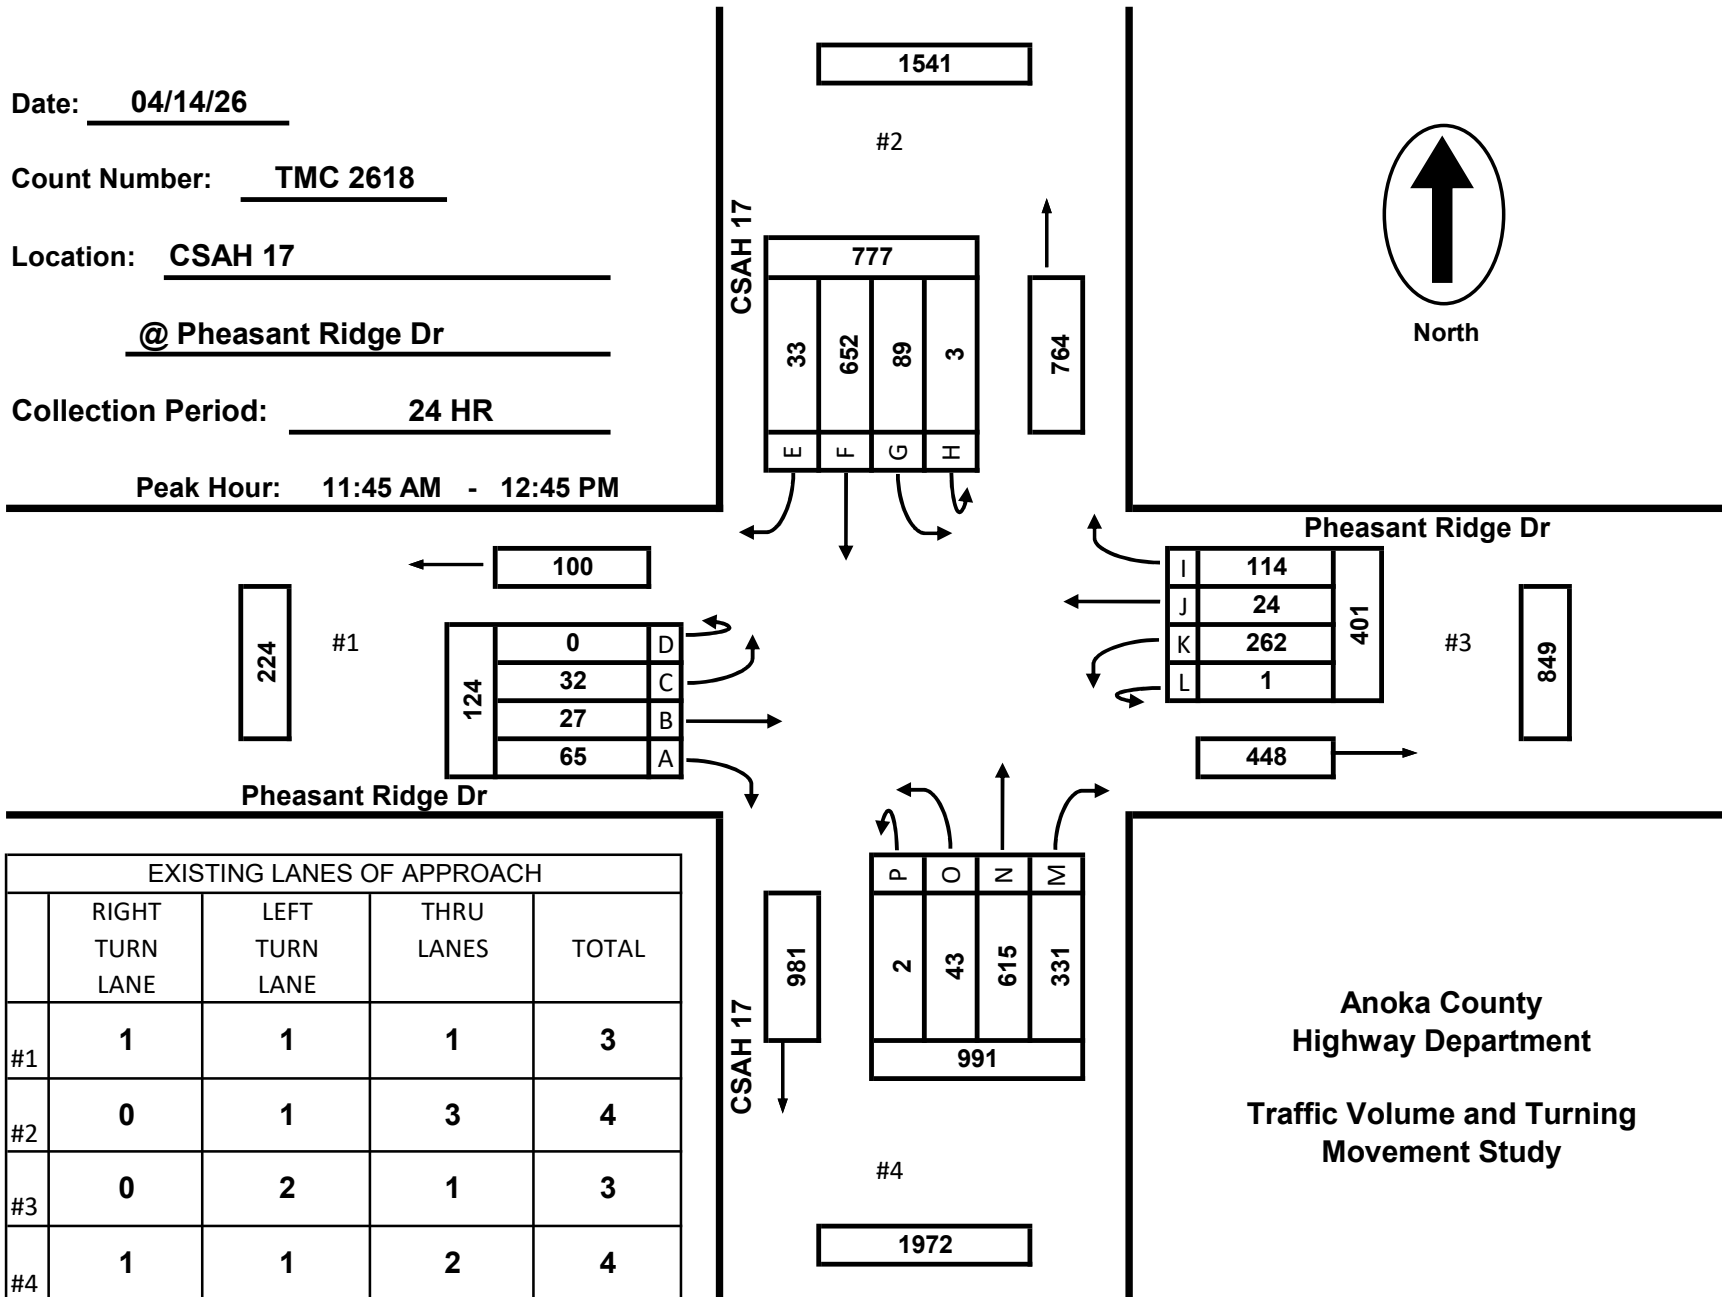 Date: 04/14/26
Count Number: TMC 2618
Location: CSAH 17
@ Pheasant Ridge Dr
Collection Period: 24 HR
Peak Hour: 11:45 AM - 12:45 PM
1541
#2
CSAH 17
777
33 652 89 3
E F G H
764
North
Pheasant Ridge Dr
100
224
#1
124
0 D
32 C
27 B
65 A
Pheasant Ridge Dr
I 114
J 24
K 262
L 1
401
#3
849
448
981
CSAH 17
P O N M
2 43 615 331
991
#4
1972
EXISTING LANES OF APPROACH
RIGHT LEFT THRU
TURN TURN LANES TOTAL
LANE LANE
#1 1 1 1 3
#2 0 1 3 4
#3 0 2 1 3
#4 1 1 2 4
Anoka County
Highway Department
Traffic Volume and Turning
Movement Study